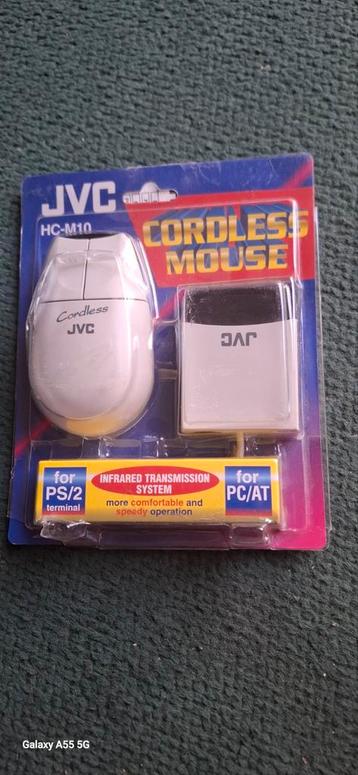 JVC
HC-M10
CORDLESS
MOUSE
Cordless
JVC
JVC
for
PS/2
terminal
INFRARED TRANSMISSION
SYSTEM
more comfortable and
speedy operation
for
PC/AT
Galaxy A55 5G